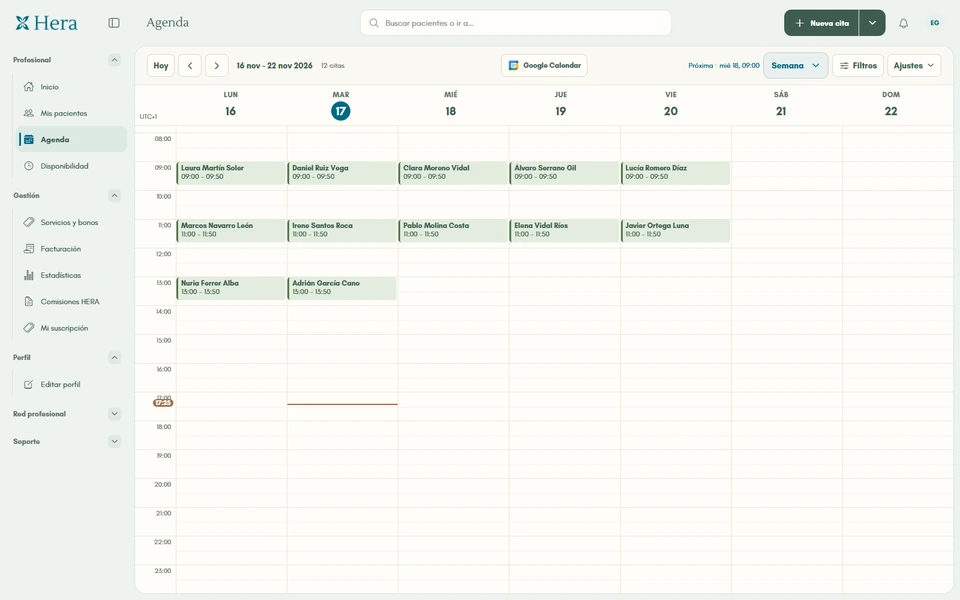 Hera
Agenda
Buscar pacientes o ir a...
Nueva cita
EG
Profesional
Inicio
Mis pacientes
Agenda
Disponibilidad
Gestión
Servicios y bonos
Facturación
Estadísticas
Comisiones HERA
Mi suscripción
Perfil
Editar perfil
Red profesional
Soporte
Hoy
16 nov – 22 nov 2026
12 citas
Google Calendar
Próxima · mié 18, 09:00
Semana
Filtros
Ajustes
UTC+1
LUN
16
MAR
17
MIÉ
18
JUE
19
VIE
20
SÁB
21
DOM
22
08:00
09:00
Laura Martín Soler
09:00 – 09:50
Daniel Ruiz Vega
09:00 – 09:50
Clara Moreno Vidal
09:00 – 09:50
Álvaro Serrano Gil
09:00 – 09:50
Lucía Romero Díaz
09:00 – 09:50
10:00
11:00
Marcos Navarro León
11:00 – 11:50
Irene Santos Roca
11:00 – 11:50
Pablo Molina Costa
11:00 – 11:50
Elena Vidal Ríos
11:00 – 11:50
Javier Ortega Luna
11:00 – 11:50
12:00
13:00
Nuria Ferrer Alba
13:00 – 13:50
Adrián García Cano
13:00 – 13:50
14:00
15:00
16:00
17:00
18:00
19:00
20:00
21:00
22:00
23:00